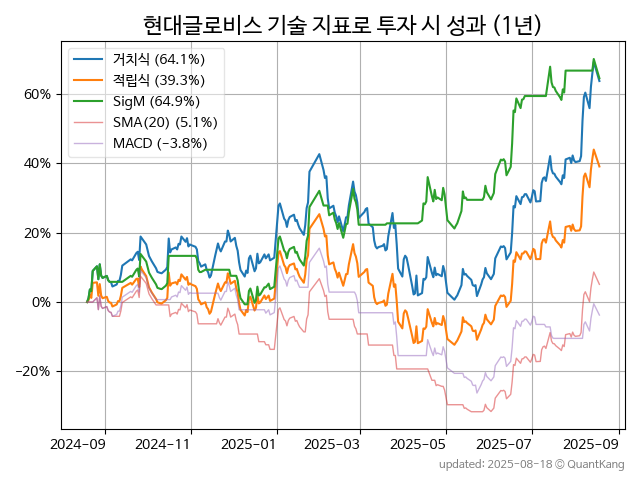 현대글로비스 기술 지표로 투자 시 성과 (1년)
거치식 (64.1%)
적립식 (39.3%)
SigM (64.9%)
SMA(20) (5.1%)
MACD (−3.8%)
60%
40%
20%
0%
−20%
2024-09 2024-11 2025-01 2025-03 2025-05 2025-07 2025-09
updated: 2025-08-18 © QuantKang